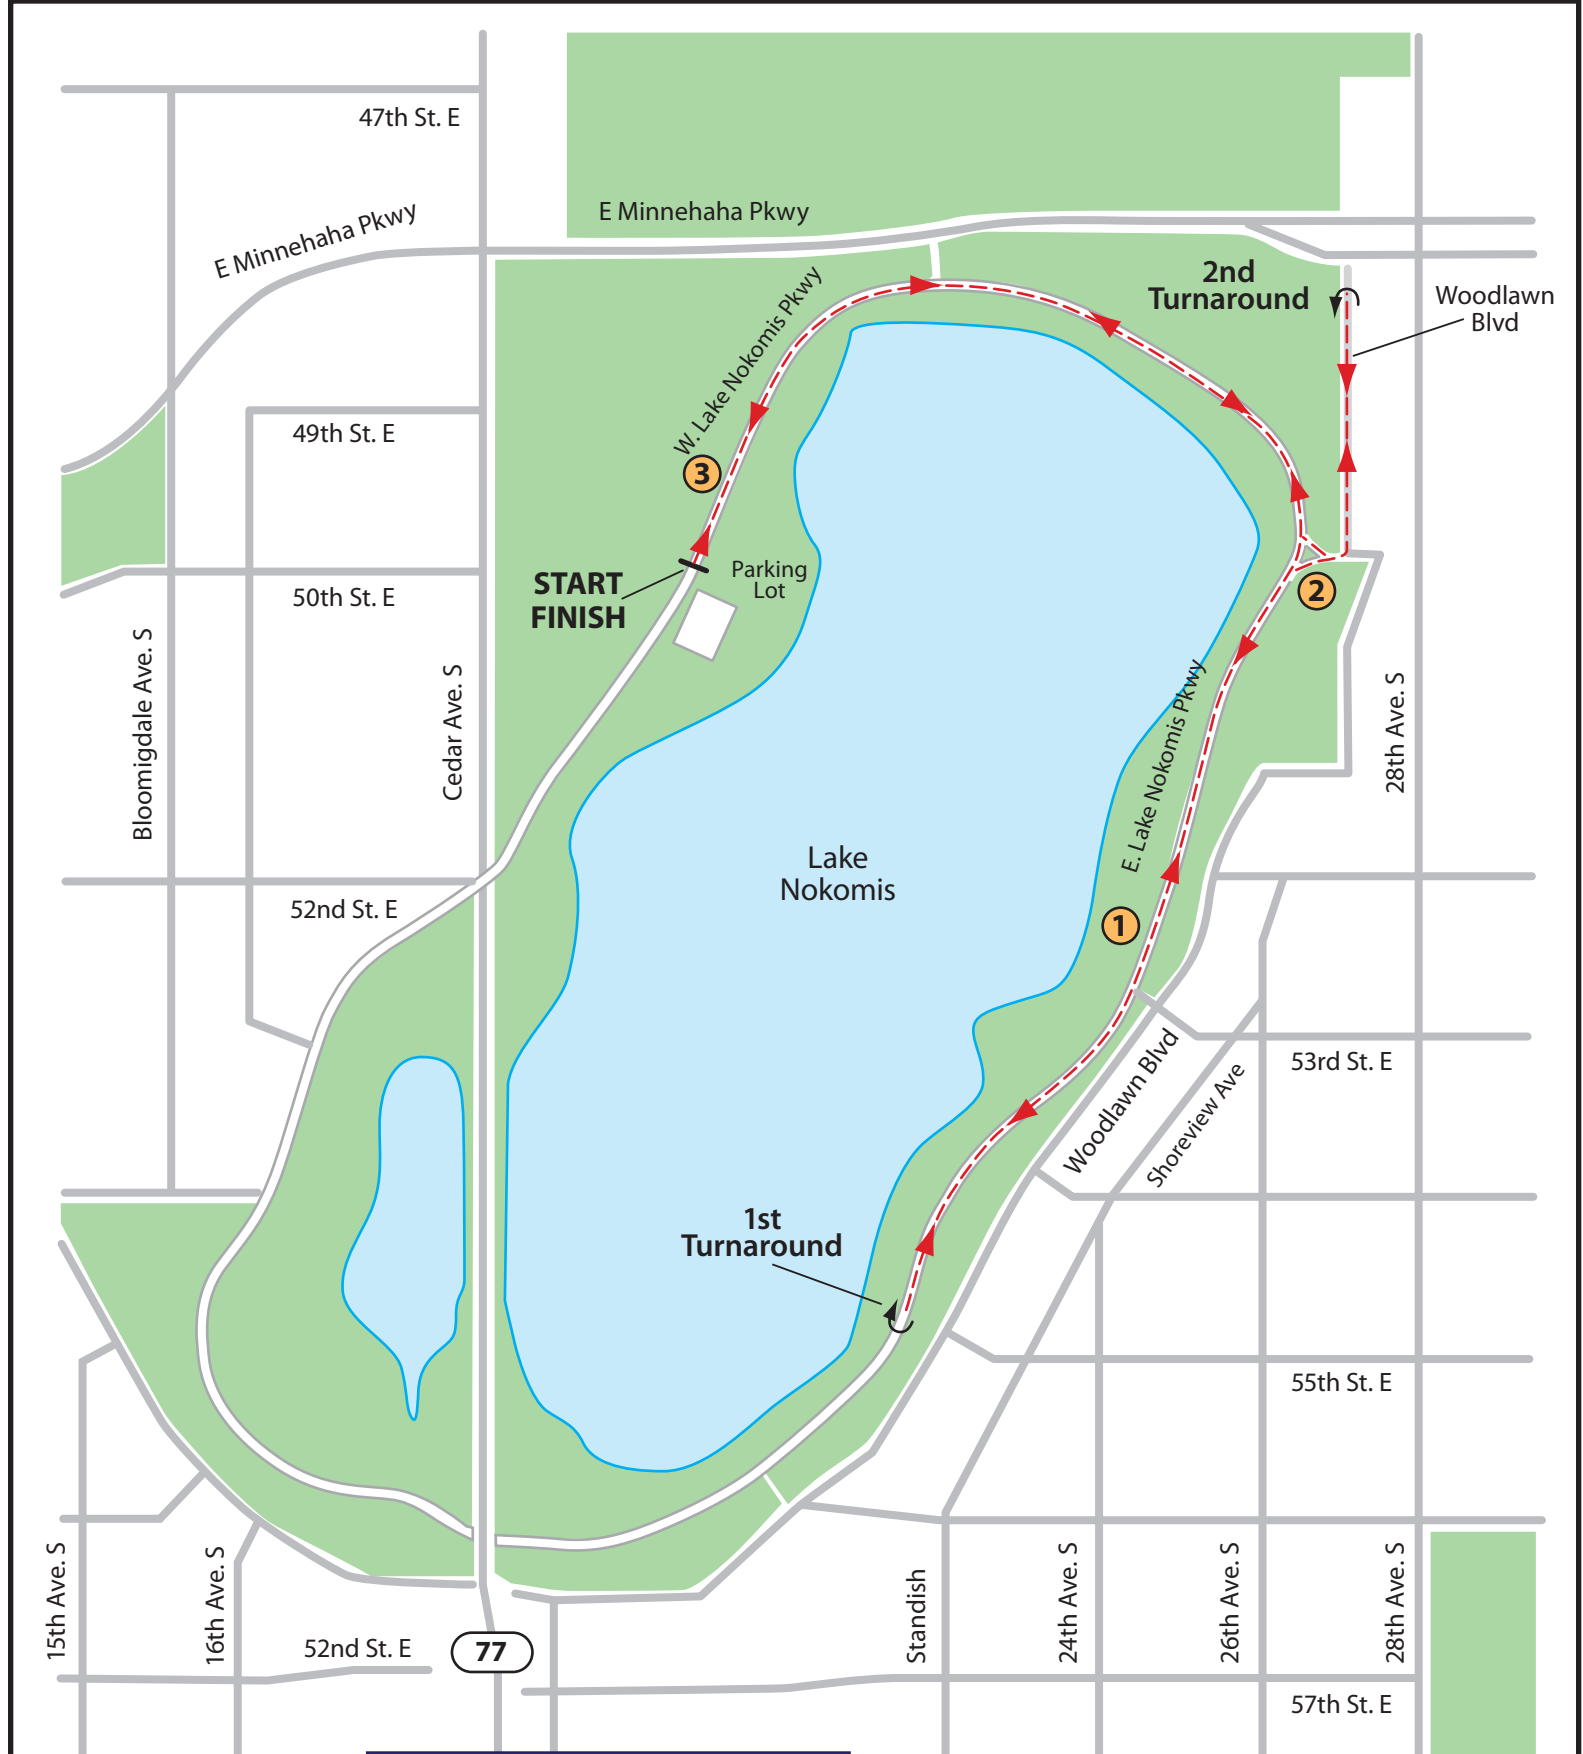 47th St. E
E Minnehaha Pkwy
E Minnehaha Pkwy
2nd
Turnaround
Woodlawn
Blvd
W. Lake Nokomis Pkwy
49th St. E
3
START
FINISH
Parking
Lot
50th St. E
2
Bloomigdale Ave. S
Cedar Ave. S
E. Lake Nokomis Pkwy
28th Ave. S
Lake
Nokomis
52nd St. E
1
Woodlawn Blvd
Shoreview Ave
53rd St. E
1st
Turnaround
55th St. E
15th Ave. S
16th Ave. S
52nd St. E
77
Standish
24th Ave. S
26th Ave. S
28th Ave. S
57th St. E